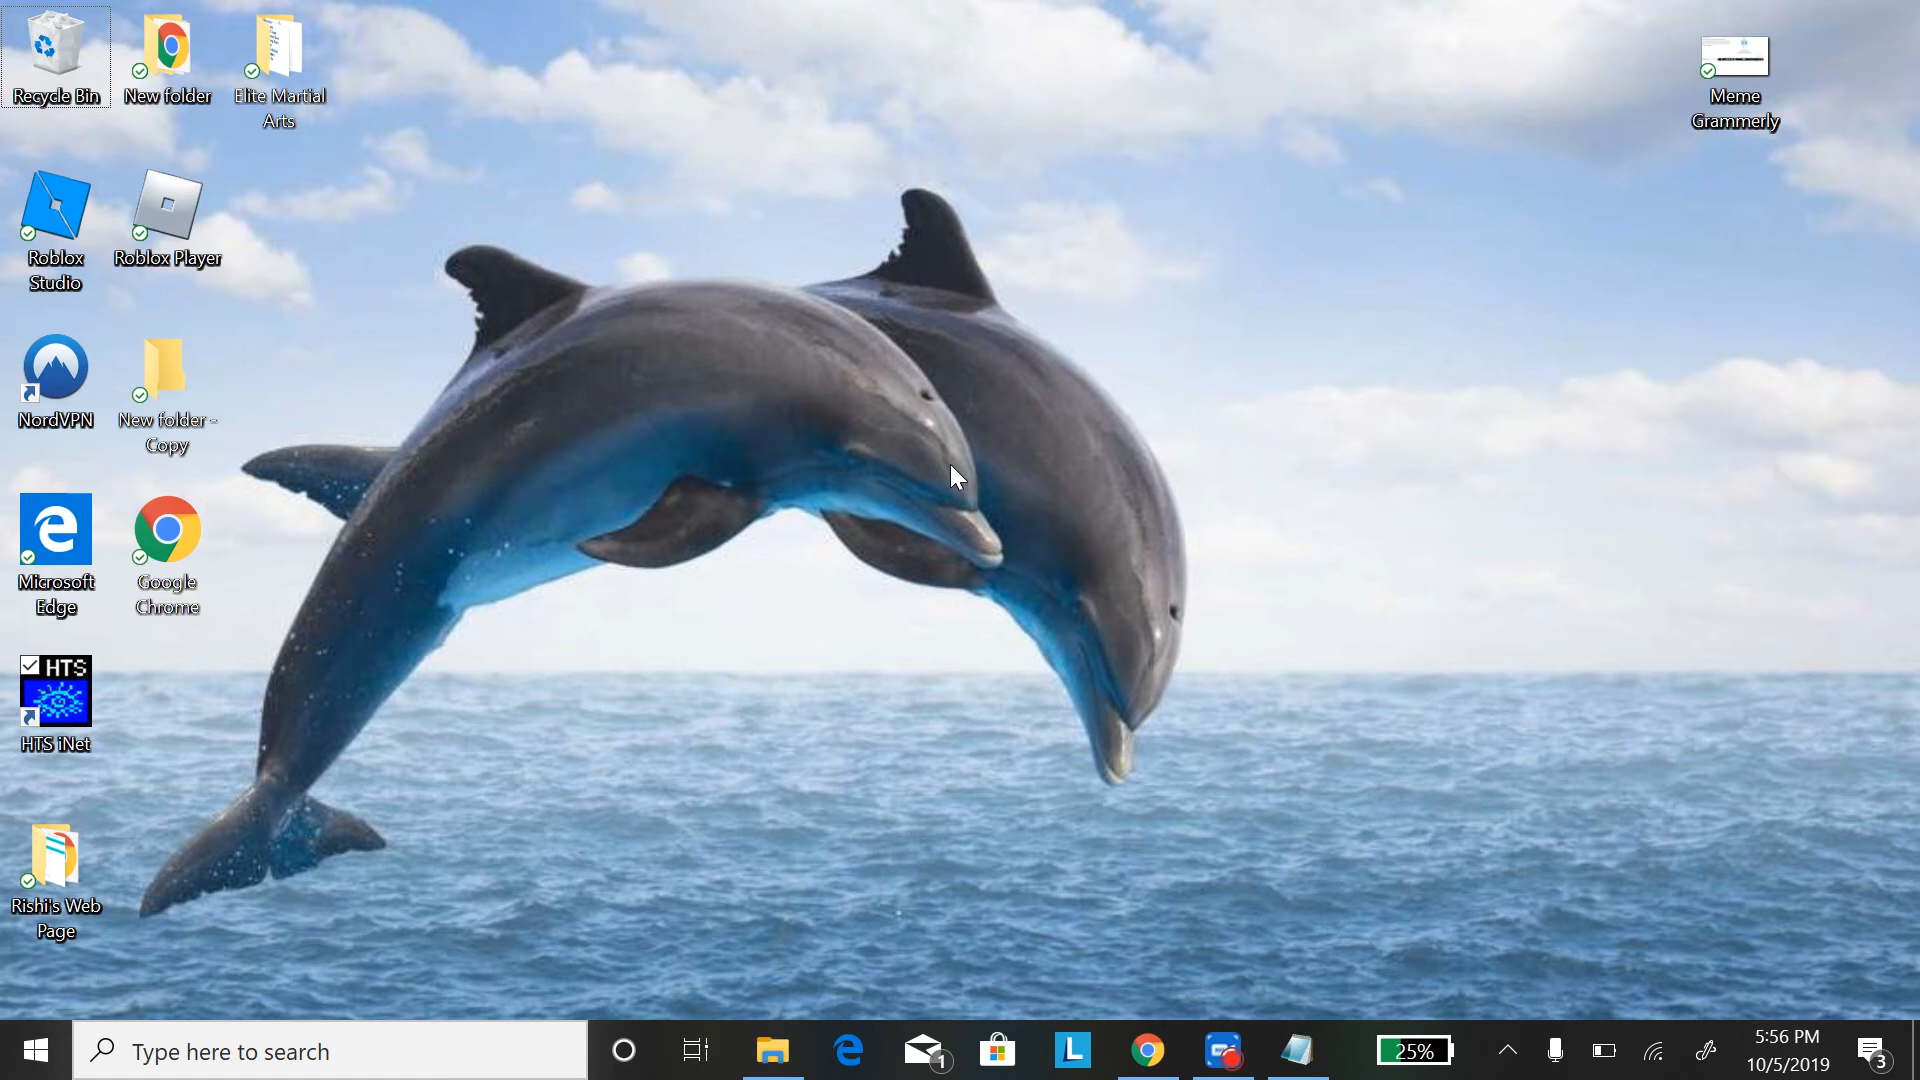 Recycle Bin
New folder
Elite Martial
Arts
Meme
Grammerly
Roblox
Studio
Roblox Player
NordVPN
New folder -
Copy
Microsoft
Edge
Google
Chrome
HTS
HTS iNet
Rishi's Web
Page
Type here to search
1
L
25%
5:56 PM
10/5/2019
3